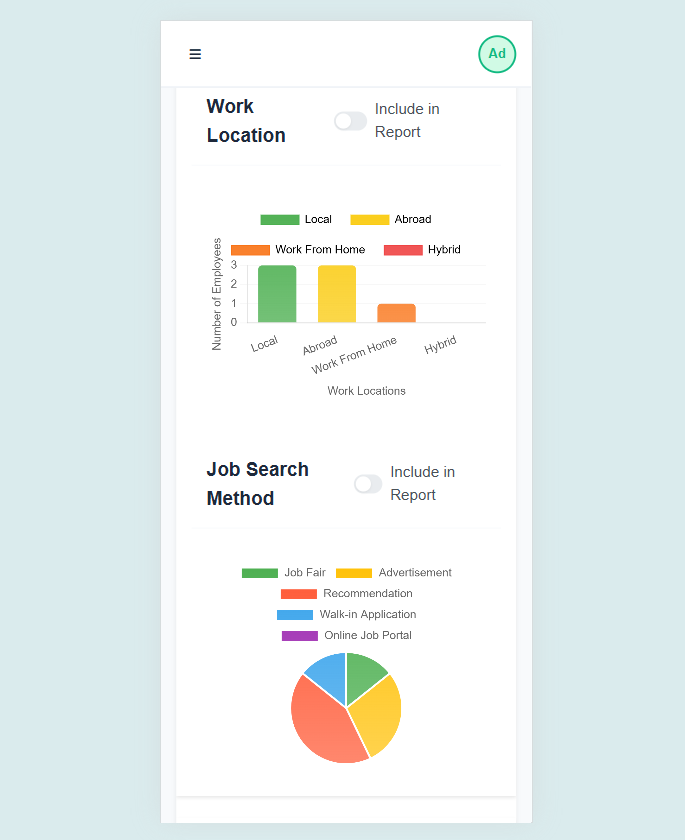 Ad
Work
Location
Include in
Report
Local
Abroad
Work From Home
Hybrid
Number of Employees
3
2
1
0
Local
Abroad
Work From Home
Hybrid
Work Locations
Job Search
Method
Include in
Report
Job Fair
Advertisement
Recommendation
Walk-in Application
Online Job Portal